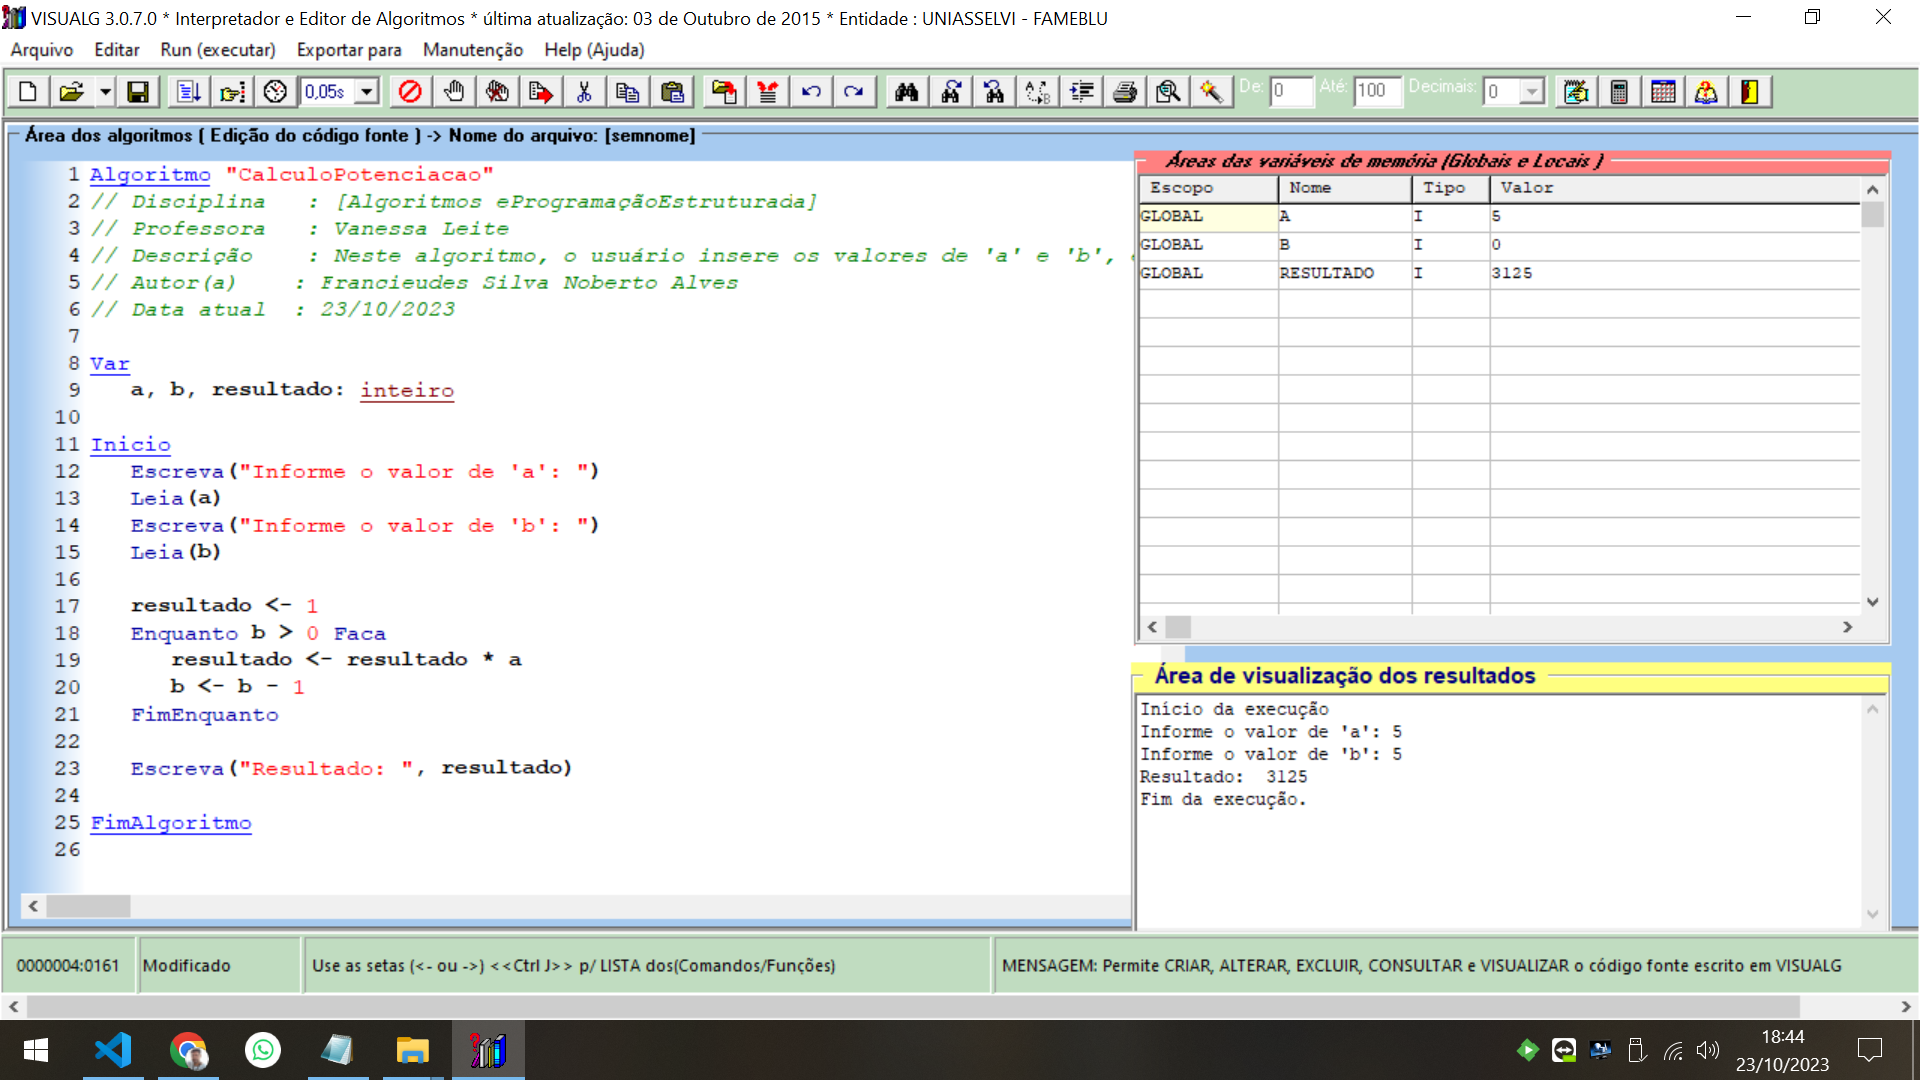 VISUALG 3.0.7.0 * Interpretador e Editor de Algoritmos * última atualização: 03 de Outubro de 2015 * Entidade : UNIASSELVI - FAMEBLU
Arquivo Editar Run (executar) Exportar para Manutenção Help (Ajuda)
0,05s De: 0 Até: 100 Decimais: 0
Área dos algoritmos ( Edição do código fonte ) -> Nome do arquivo: [semnome]
1 Algoritmo "CalculoPotenciacao"
2 // Disciplina : [Algoritmos eProgramaçãoEstruturada]
3 // Professora : Vanessa Leite
4 // Descrição : Neste algoritmo, o usuário insere os valores de 'a' e 'b',
5 // Autor(a) : Francieudes Silva Noberto Alves
6 // Data atual : 23/10/2023
7
8 Var
9 a, b, resultado: inteiro
10
11 Inicio
12 Escreva("Informe o valor de 'a': ")
13 Leia(a)
14 Escreva("Informe o valor de 'b': ")
15 Leia(b)
16
17 resultado <- 1
18 Enquanto b > 0 Faca
19 resultado <- resultado * a
20 b <- b - 1
21 FimEnquanto
22
23 Escreva("Resultado: ", resultado)
24
25 FimAlgoritmo
26
Áreas das variáveis de memória (Globais e Locais )
Escopo Nome Tipo Valor
GLOBAL A I 5
GLOBAL B I 0
GLOBAL RESULTADO I 3125
Área de visualização dos resultados
Início da execução
Informe o valor de 'a': 5
Informe o valor de 'b': 5
Resultado: 3125
Fim da execução.
0000004:0161 Modificado Use as setas (<- ou ->) <<Ctrl J>> p/ LISTA dos(Comandos/Funções) MENSAGEM: Permite CRIAR, ALTERAR, EXCLUIR, CONSULTAR e VISUALIZAR o código fonte escrito em VISUALG
18:44
23/10/2023